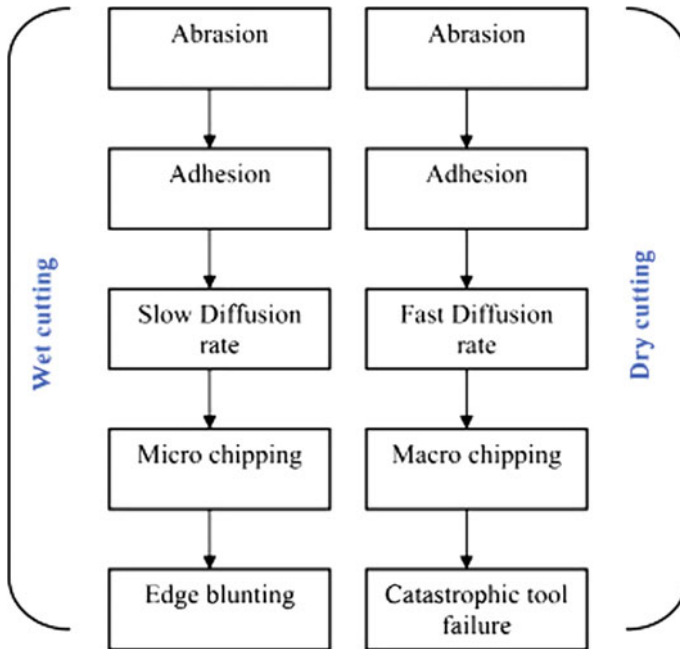 Wet cutting
Abrasion
Adhesion
Slow Diffusion
rate
Micro chipping
Edge blunting
Abrasion
Adhesion
Fast Diffusion
rate
Macro chipping
Catastrophic tool
failure
Dry cutting